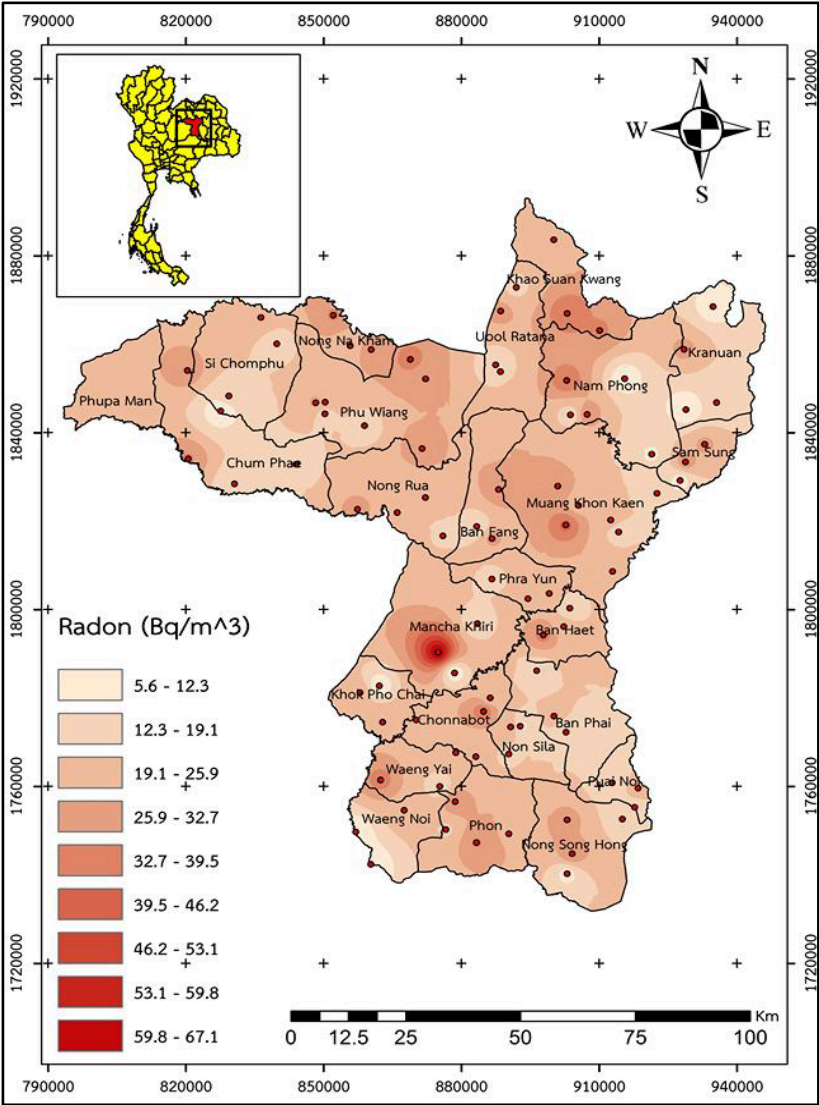 790000 820000 850000 880000 910000 940000
1920000 1920000
N
W E
S
1880000 1880000
Khao Suan Kwang
Ubol Ratana
Nong Na Kham
Kranuan
Si Chomphu
Nam Phong
Phupa Man
Phu Wiang
1840000 1840000
Sam Sung
Chum Phae
Nong Rua
Muang Khon Kaen
Ban Fang
Phra Yun
1800000 1800000
Radon (Bq/m^3)
Mancha Khiri
Ban Haet
5.6 - 12.3
Khok Pho Chai
12.3 - 19.1
Chonnabot
Ban Phai
Non Sila
19.1 - 25.9
Waeng Yai
Puai Noi
1760000 1760000
25.9 - 32.7
Waeng Noi
Phon
Nong Song Hong
32.7 - 39.5
39.5 - 46.2
46.2 - 53.1
1720000 1720000
53.1 - 59.8
59.8 - 67.1
Km
0 12.5 25 50 75 100
790000 820000 850000 880000 910000 940000